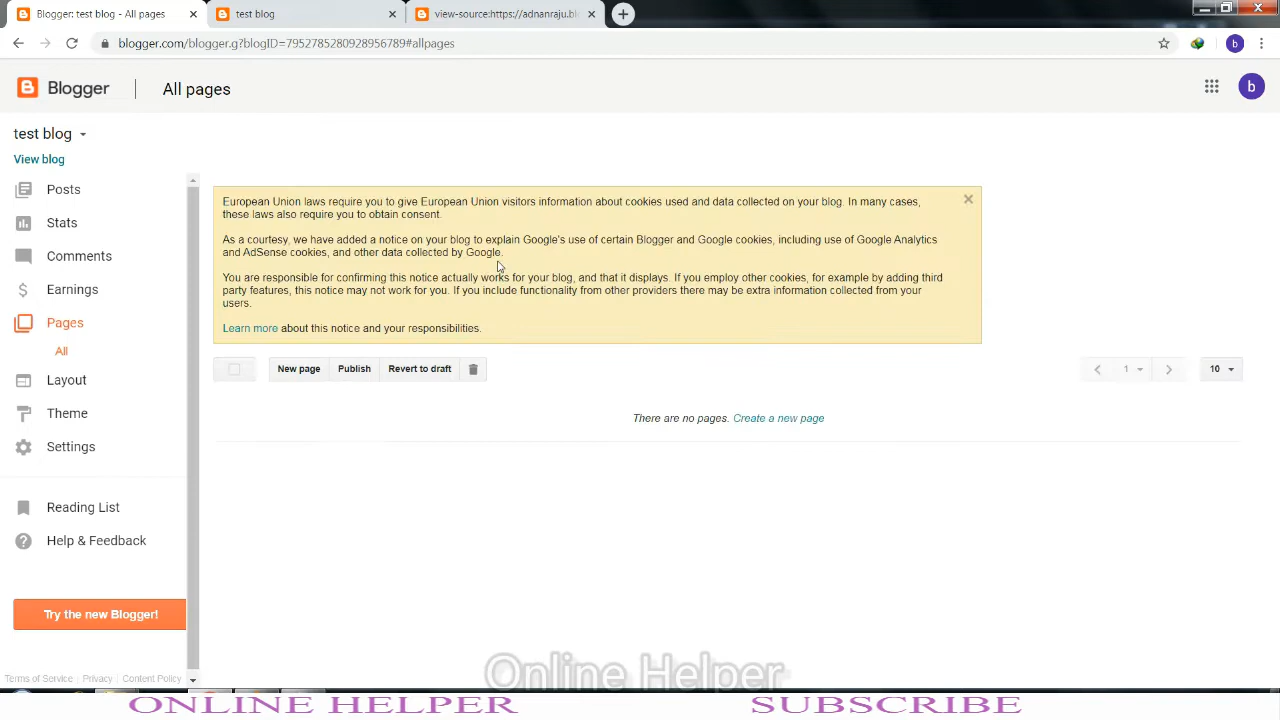 Blogger: test blog - All pages
test blog
view-source:https://adnanraju.bl
blogger.com/blogger.g?blogID=7952785280928956789#allpages
b
Blogger
All pages
b
test blog
View blog
Posts
Stats
Comments
Earnings
Pages
All
Layout
Theme
Settings
Reading List
Help & Feedback
Try the new Blogger!
Terms of Service Privacy Content Policy
European Union laws require you to give European Union visitors information about cookies used and data collected on your blog. In many cases,
these laws also require you to obtain consent.
As a courtesy, we have added a notice on your blog to explain Google's use of certain Blogger and Google cookies, including use of Google Analytics
and AdSense cookies, and other data collected by Google.
You are responsible for confirming this notice actually works for your blog, and that it displays. If you employ other cookies, for example by adding third
party features, this notice may not work for you. If you include functionality from other providers there may be extra information collected from your
users.
Learn more about this notice and your responsibilities.
New page Publish Revert to draft
1
10
There are no pages. Create a new page
Online Helper
ONLINE HELPER SUBSCRIBE